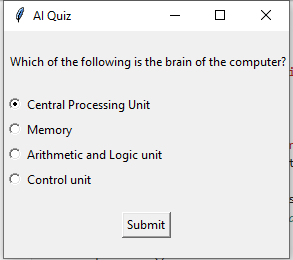 AI Quiz
Which of the following is the brain of the computer?
Central Processing Unit
Memory
Arithmetic and Logic unit
Control unit
Submit